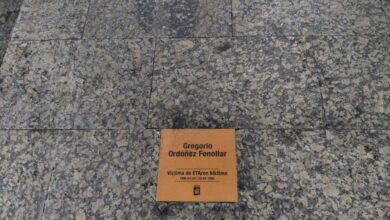 Gregorio
Ordóñez Fenollar
Víctima de ETAren biktima